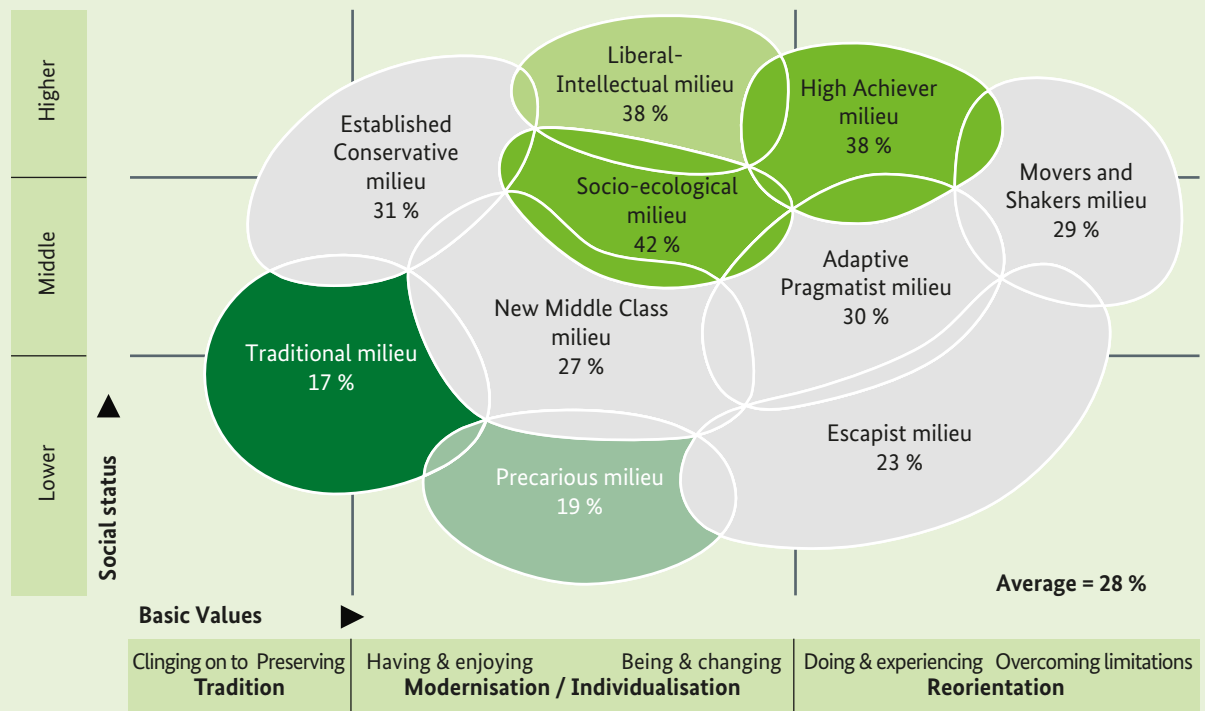 Higher
Middle
Lower
Social status
Liberal-
Intellectual milieu
38 %
High Achiever
milieu
38 %
Established
Conservative
milieu
31 %
Movers and
Shakers milieu
29 %
Socio-ecological
milieu
42 %
Adaptive
Pragmatist milieu
30 %
New Middle Class
milieu
27 %
Traditional milieu
17 %
Escapist milieu
23 %
Precarious milieu
19 %
Average = 28 %
Basic Values
Clinging on to Preserving
Tradition
Having & enjoying Being & changing
Modernisation / Individualisation
Doing & experiencing Overcoming limitations
Reorientation